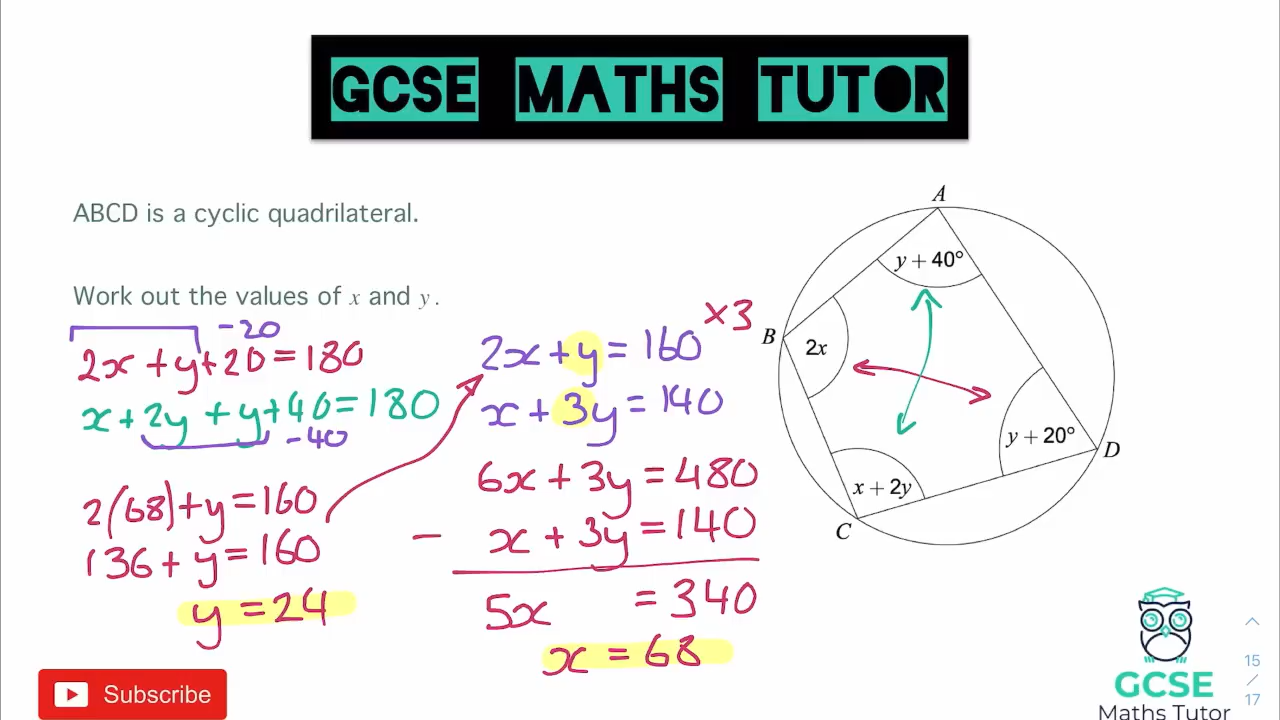 GCSE MATHS TUTOR
ABCD is a cyclic quadrilateral.
Work out the values of x and y.
-20
2x + y + 20 = 180
x + 2y + y + 40 = 180
-40
2(68) + y = 160
136 + y = 160
y = 24
2x + y = 160 ×3
x + 3y = 140
6x + 3y = 480
- x + 3y = 140
5x = 340
x = 68
A
y + 40°
B
2x
y + 20°
D
x + 2y
C
Subscribe
GCSE
Maths Tutor
15
/
17